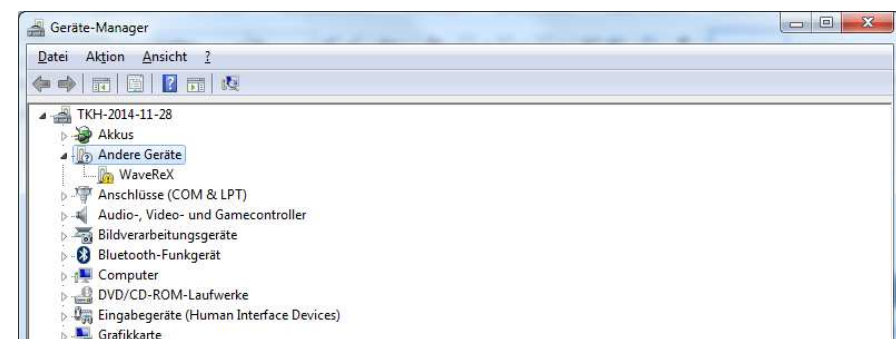 Geräte-Manager
Datei Aktion Ansicht ?
TKH-2014-11-28
Akkus
Andere Geräte
WaveReX
Anschlüsse (COM & LPT)
Audio-, Video- und Gamecontroller
Bildverarbeitungsgeräte
Bluetooth-Funkgerät
Computer
DVD/CD-ROM-Laufwerke
Eingabegeräte (Human Interface Devices)
Grafikkarte